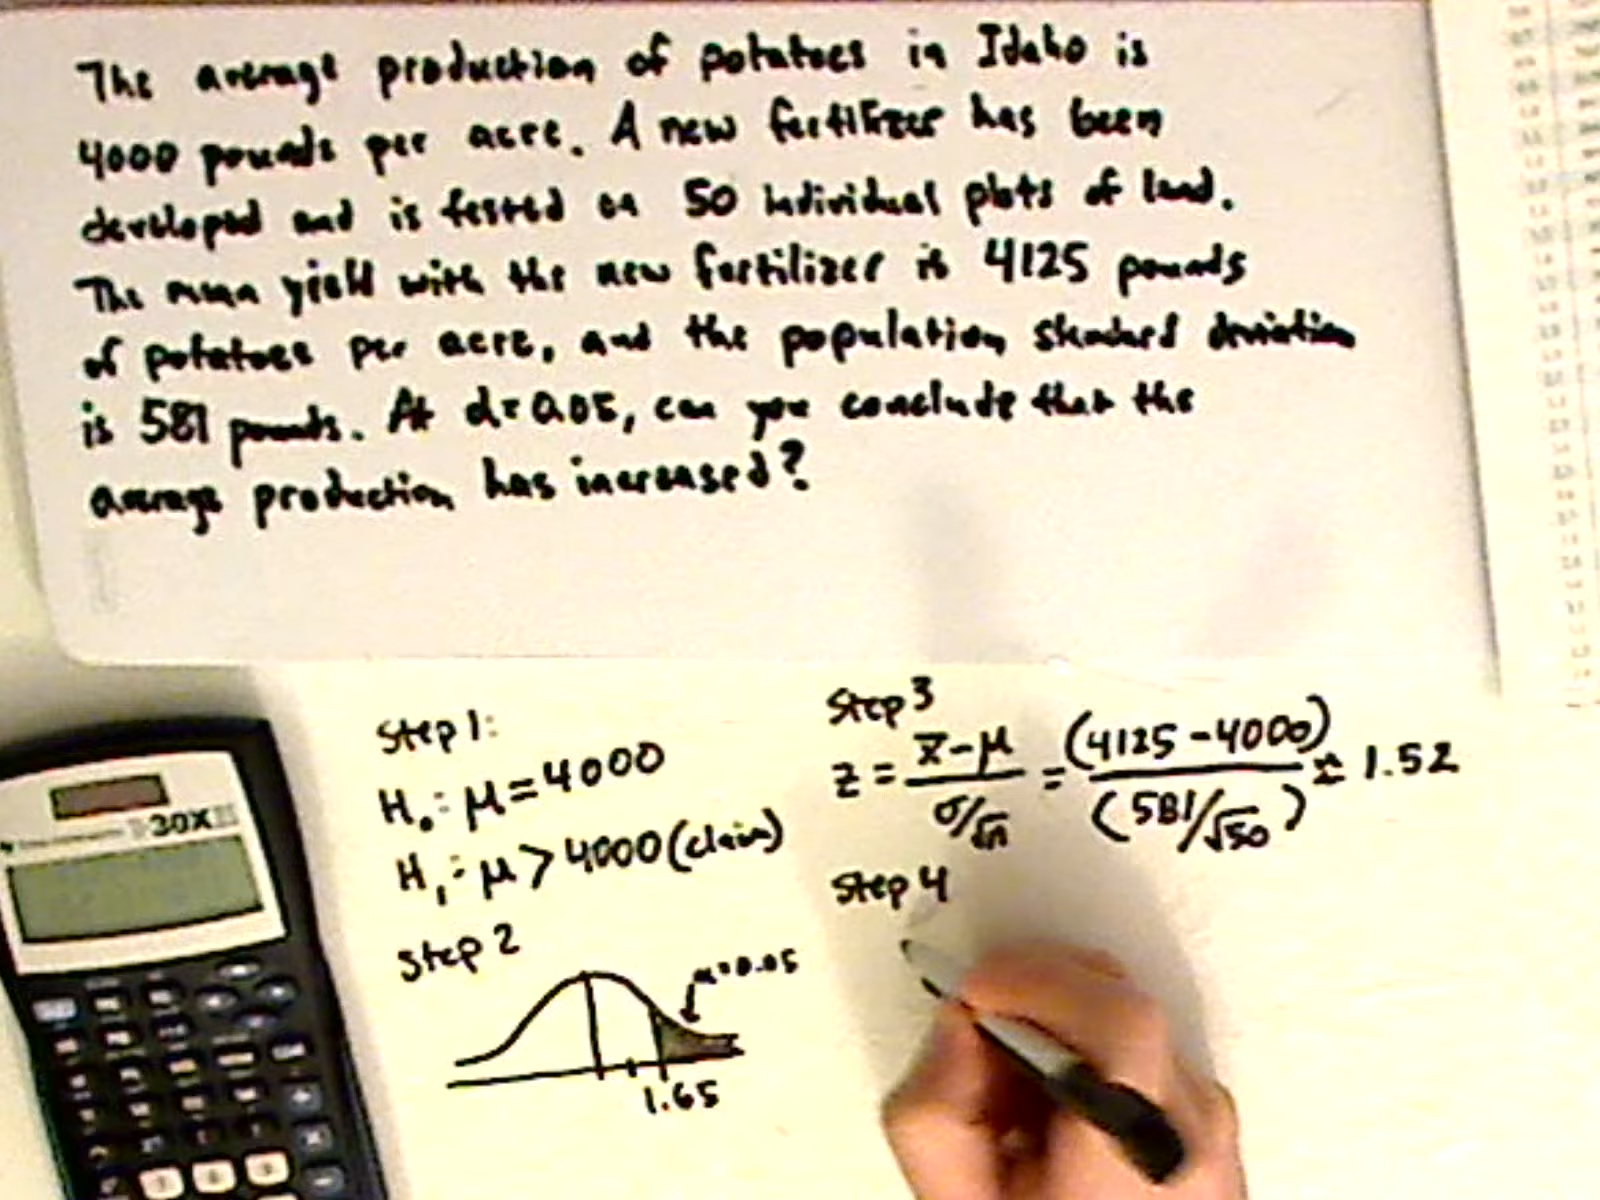 The average production of potatoes in Idaho is
4000 pounds per acre. A new fertilizer has been
developed and is tested on 50 individual plots of land.
The mean yield with the new fertilizer is 4125 pounds
of potatoes per acre, and the population standard deviation
is 581 pounds. At α=0.05, can you conclude that the
average production has increased?
Step 1:
H₀: μ=4000
H₁: μ>4000 (claim)
Step 2
α=0.05
1.65
Step 3
z = (x̄-μ)/(σ/√n) = (4125-4000)/(581/√50) ≈ 1.52
Step 4
30X